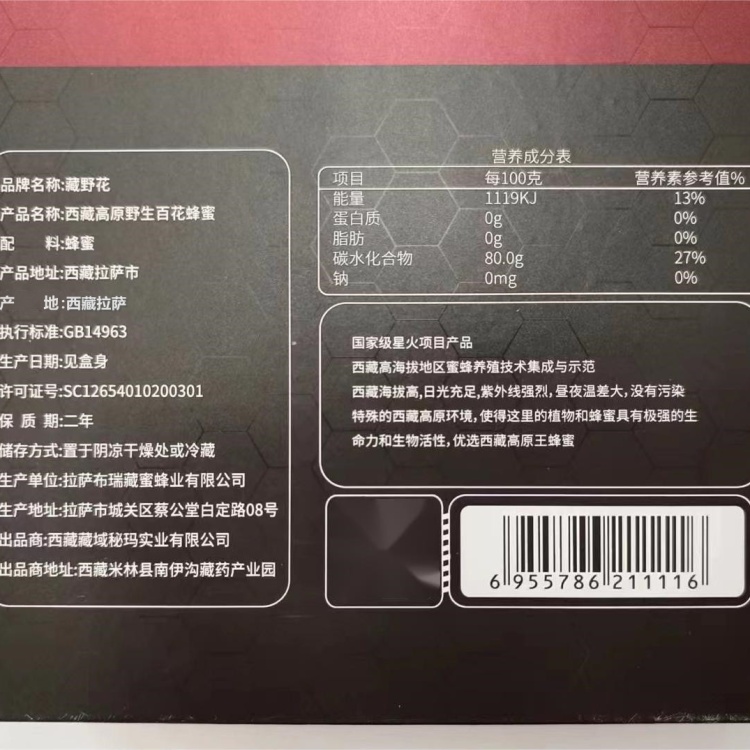 品牌名称:藏野花
产品名称:西藏高原野生百花蜂蜜
配 料:蜂蜜
产品地址:西藏拉萨市
产 地:西藏拉萨
执行标准:GB14963
生产日期:见盒身
许可证号:SC12654010200301
保 质 期:二年
储存方式:置于阴凉干燥处或冷藏
生产单位:拉萨布瑞藏蜜蜂业有限公司
生产地址:拉萨市城关区蔡公堂白定路08号
出品商:西藏藏域秘玛实业有限公司
出品商地址:西藏米林县南伊沟藏药产业园
营养成分表
项目 每100克 营养素参考值%
能量 1119KJ 13%
蛋白质 0g 0%
脂肪 0g 0%
碳水化合物 80.0g 27%
钠 0mg 0%
国家级星火项目产品
西藏高海拔地区蜜蜂养殖技术集成与示范
西藏海拔高,日光充足,紫外线强烈,昼夜温差大,没有污染
特殊的西藏高原环境,使得这里的植物和蜂蜜具有极强的生
命力和生物活性,优选西藏高原王蜂蜜
6 955786 211116